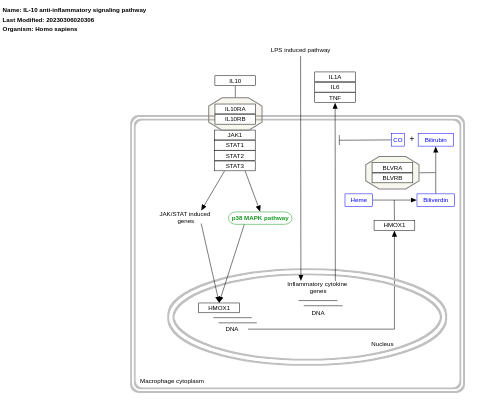 Name: IL-10 anti-inflammatory signaling pathway
Last Modified: 20230306020306
Organism: Homo sapiens
LPS induced pathway
IL10
IL1A
IL6
TNF
IL10RA
IL10RB
JAK1
STAT1
STAT2
STAT3
CO + Bilirubin
BLVRA
BLVRB
Heme
Biliverdin
JAK/STAT induced
genes
p38 MAPK pathway
HMOX1
Inflammatory cytokine
genes
HMOX1
DNA
DNA
Nucleus
Macrophage cytoplasm